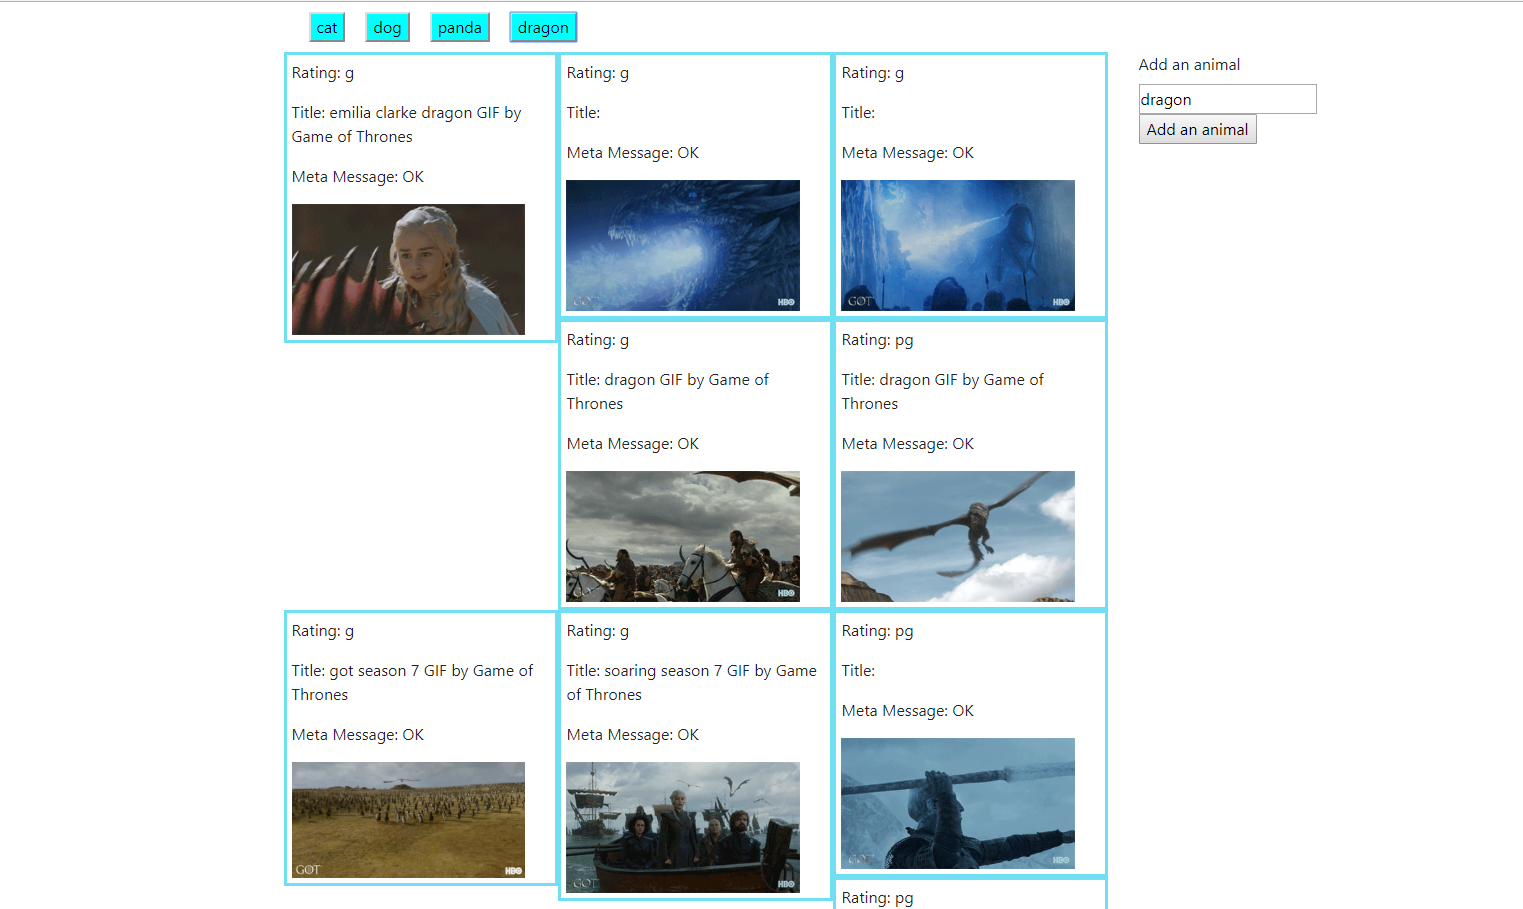 cat
dog
panda
dragon
Add an animal
dragon
Add an animal
Rating: g
Title: emilia clarke dragon GIF by
Game of Thrones
Meta Message: OK
Rating: g
Title:
Meta Message: OK
GOT
HBO
Rating: g
Title:
Meta Message: OK
GOT
HBO
Rating: g
Title: dragon GIF by Game of
Thrones
Meta Message: OK
GOT
HBO
Rating: pg
Title: dragon GIF by Game of
Thrones
Meta Message: OK
Rating: g
Title: got season 7 GIF by Game of
Thrones
Meta Message: OK
GOT
HBO
Rating: g
Title: soaring season 7 GIF by Game
of Thrones
Meta Message: OK
GOT
HBO
Rating: pg
Title:
Meta Message: OK
GOT
HBO
Rating: pg